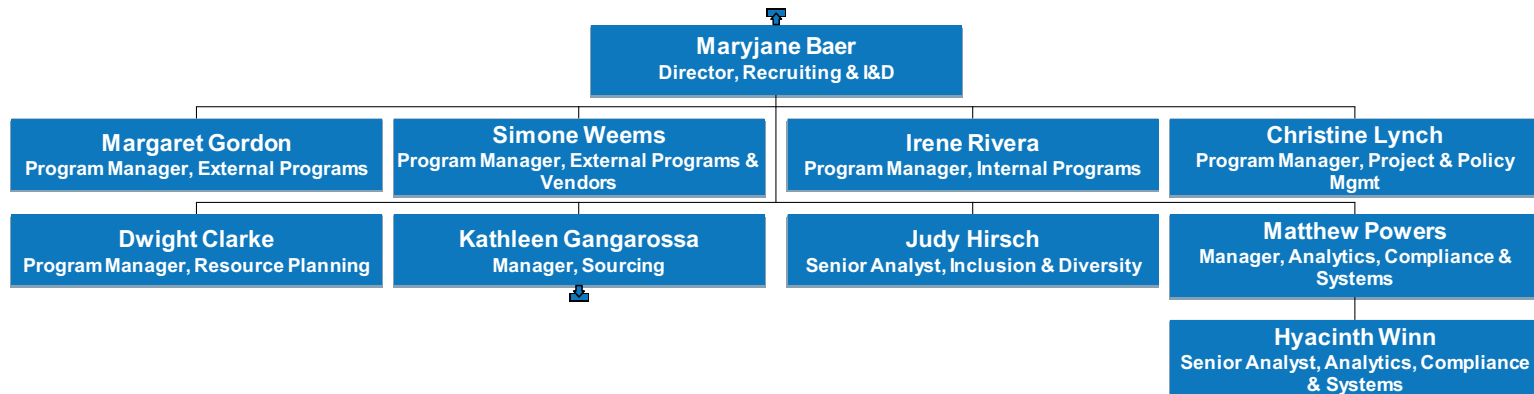 Maryjane Baer
Director, Recruiting & I&D
Margaret Gordon
Program Manager, External Programs
Simone Weems
Program Manager, External Programs &
Vendors
Irene Rivera
Program Manager, Internal Programs
Christine Lynch
Program Manager, Project & Policy
Mgmt
Dwight Clarke
Program Manager, Resource Planning
Kathleen Gangarossa
Manager, Sourcing
Judy Hirsch
Senior Analyst, Inclusion & Diversity
Matthew Powers
Manager, Analytics, Compliance &
Systems
Hyacinth Winn
Senior Analyst, Analytics, Compliance
& Systems